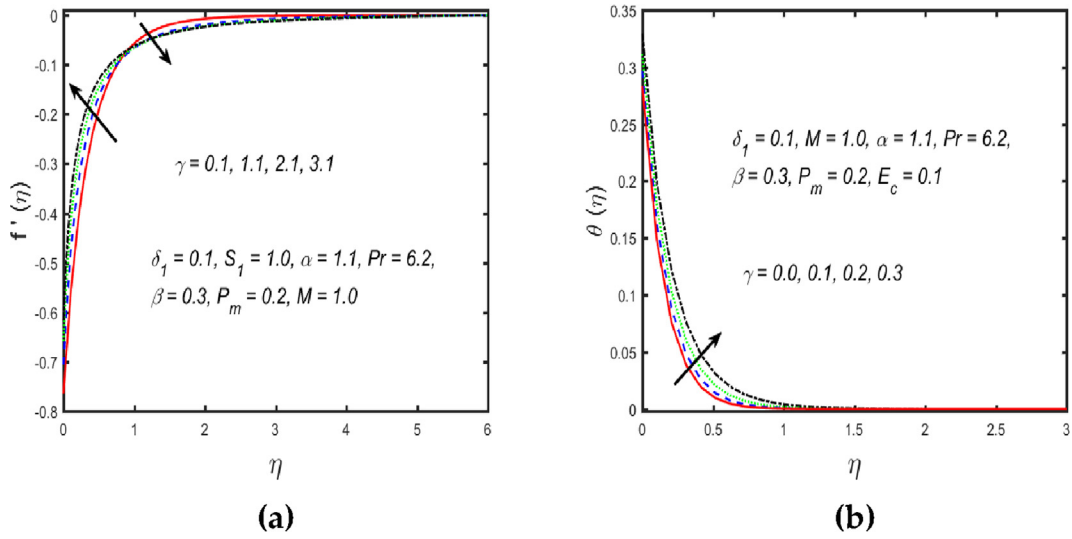 0
-0.1
-0.2
-0.3
-0.4
-0.5
-0.6
-0.7
-0.8
f ' (η)
γ = 0.1, 1.1, 2.1, 3.1
δ₁ = 0.1, S₁ = 1.0, α = 1.1, Pr = 6.2,
β = 0.3, Pₘ = 0.2, M = 1.0
0 1 2 3 4 5 6
η
(a)
0.35
0.3
0.25
0.2
0.15
0.1
0.05
0
θ (η)
δ₁ = 0.1, M = 1.0, α = 1.1, Pr = 6.2,
β = 0.3, Pₘ = 0.2, E_c = 0.1
γ = 0.0, 0.1, 0.2, 0.3
0 0.5 1 1.5 2 2.5 3
η
(b)